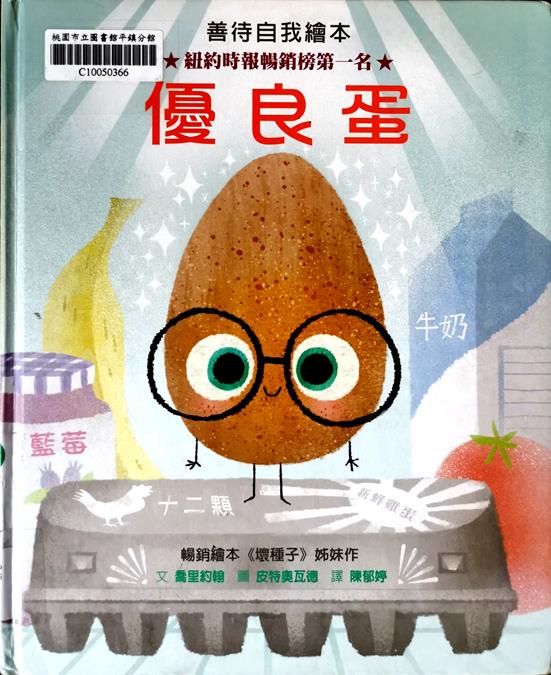 善待自我繪本
桃園市立圖書館平鎮分館
C10050366
★紐約時報暢銷榜第一名★
優良蛋
牛奶
藍莓
十二顆
新鮮雞蛋
暢銷繪本《壞種子》姊妹作
文 喬里約翰 圖 皮特奧瓦德 譯 陳郁婷